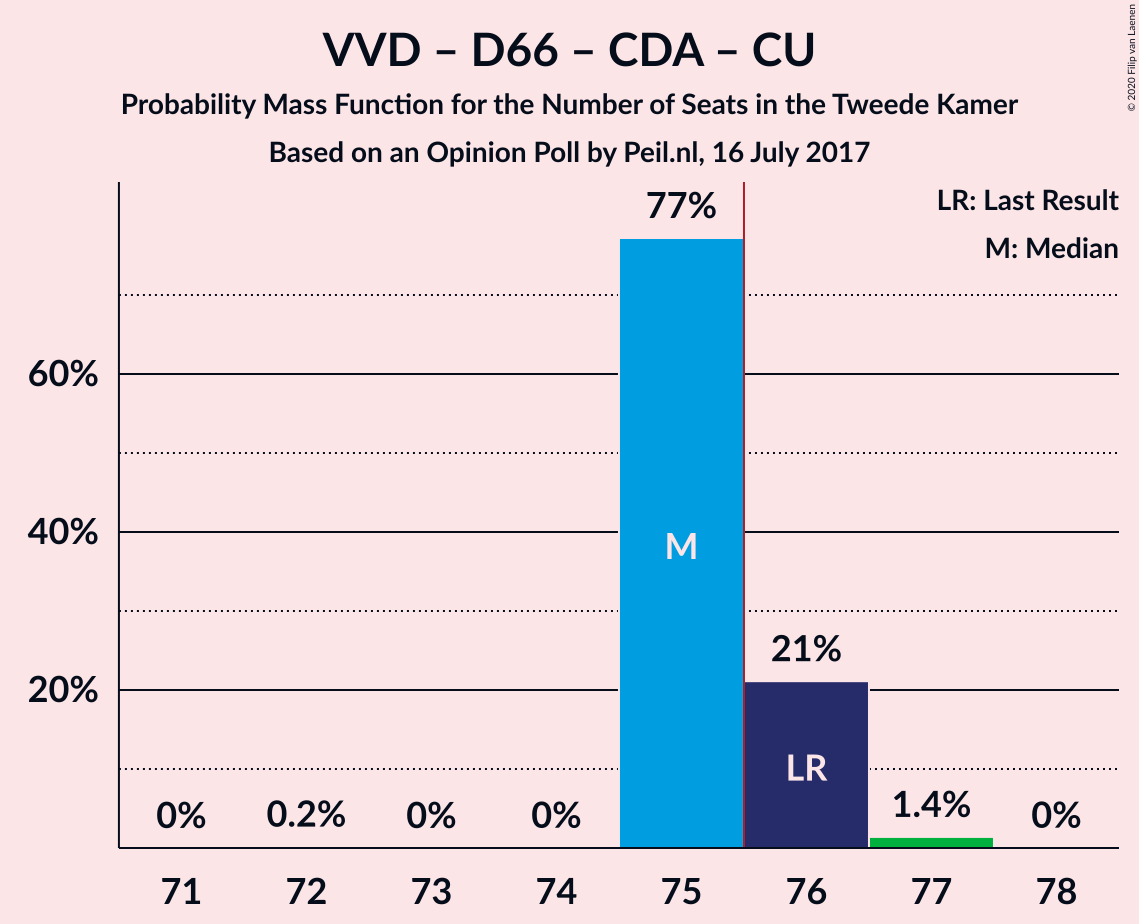 VVD – D66 – CDA – CU
Probability Mass Function for the Number of Seats in the Tweede Kamer
Based on an Opinion Poll by Peil.nl, 16 July 2017
© 2020 Filip van Laenen
LR: Last Result
M: Median
60%
40%
20%
0%
0.2%
0%
0%
77%
21%
1.4%
0%
M
LR
71 72 73 74 75 76 77 78